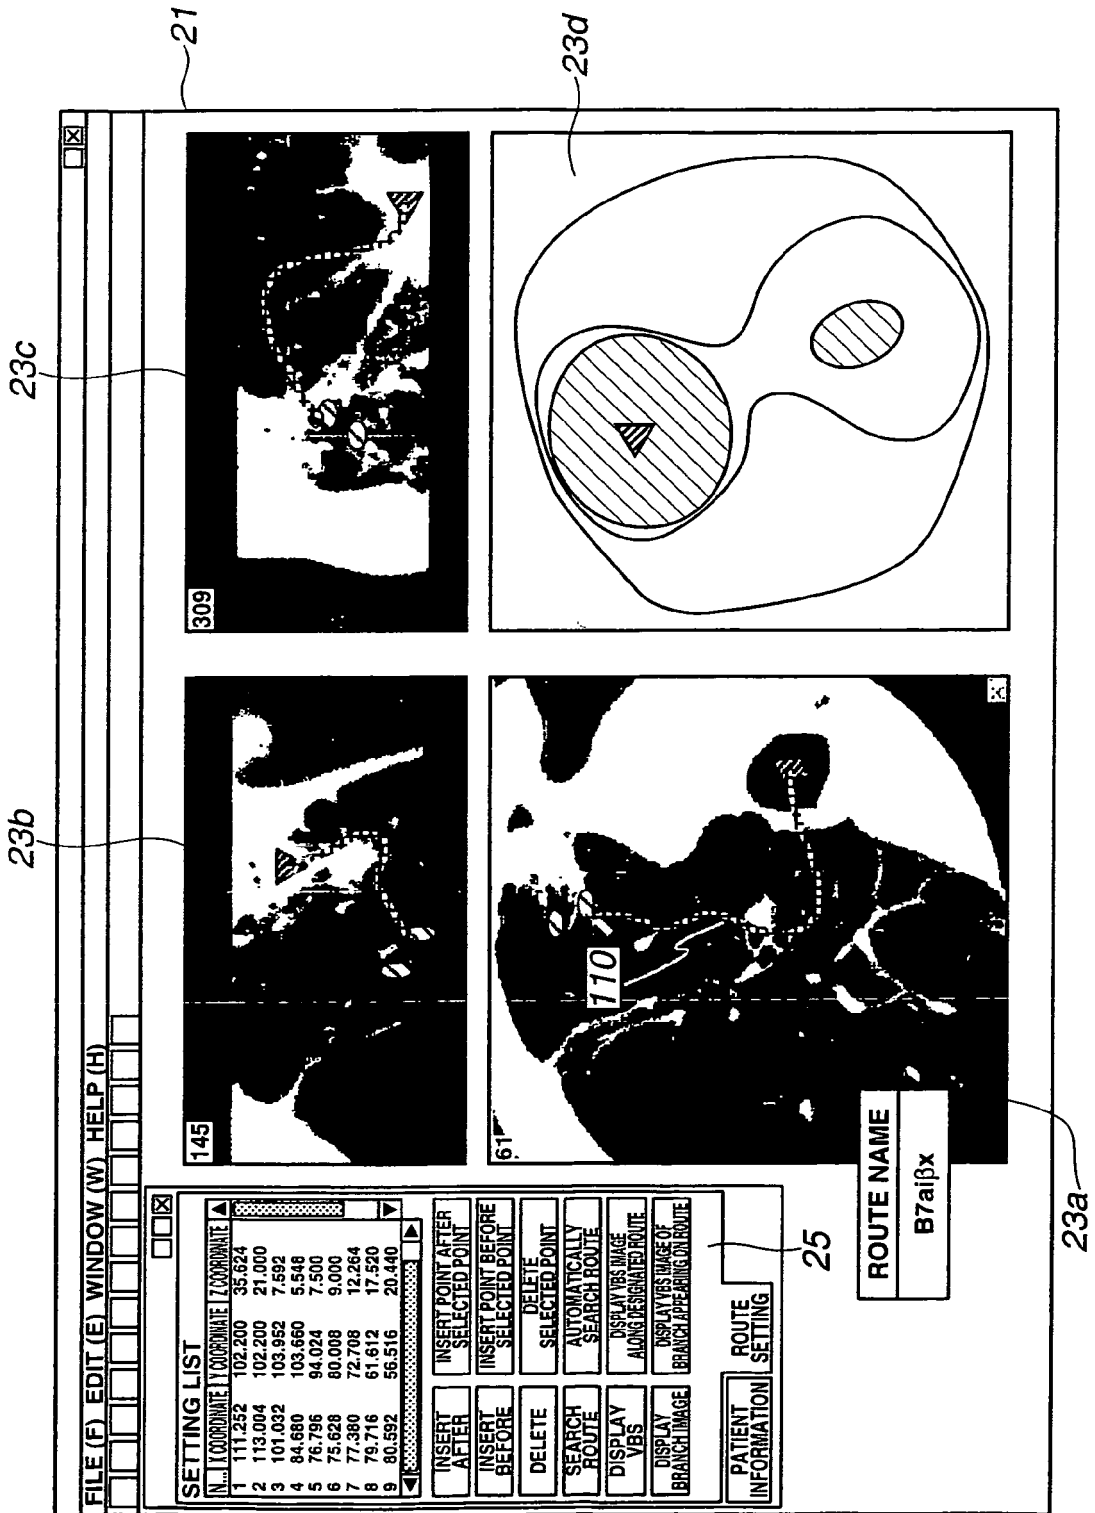 21
FILE (F) EDIT (E) WINDOW (W) HELP (H)
SETTING LIST
N... X COORDINATE Y COORDINATE Z COORDINATE
1 111.252 102.200 35.624
2 113.004 102.200 21.000
3 101.032 103.952 7.592
4 84.680 103.660 5.548
5 76.796 94.024 7.500
6 75.628 80.008 9.000
7 77.380 72.708 12.264
8 79.716 61.612 17.520
9 80.592 56.516 20.440
INSERT AFTER
INSERT POINT AFTER SELECTED POINT
INSERT BEFORE
INSERT POINT BEFORE SELECTED POINT
DELETE
DELETE SELECTED POINT
SEARCH ROUTE
AUTOMATICALLY SEARCH ROUTE
DISPLAY VBS
DISPLAY VBS IMAGE ALONG DESIGNATED ROUTE
DISPLAY BRANCH IMAGE
DISPLAY VBS IMAGE OF BRANCH APPEARING ON ROUTE
PATIENT INFORMATION
ROUTE SETTING
25
23b
145
23c
309
61
110
23d
ROUTE NAME
B7aiβx
23a